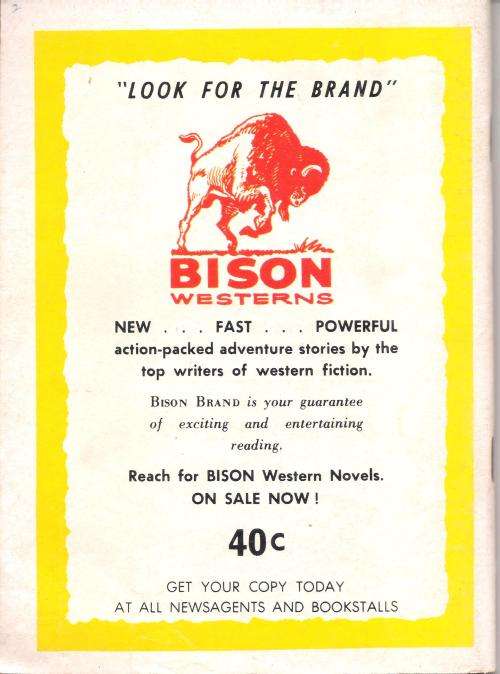 "LOOK FOR THE BRAND"
BISON
WESTERNS
NEW . . . FAST . . . POWERFUL
action-packed adventure stories by the
top writers of western fiction.
BISON BRAND is your guarantee
of exciting and entertaining
reading.
Reach for BISON Western Novels.
ON SALE NOW !
40c
GET YOUR COPY TODAY
AT ALL NEWSAGENTS AND BOOKSTALLS